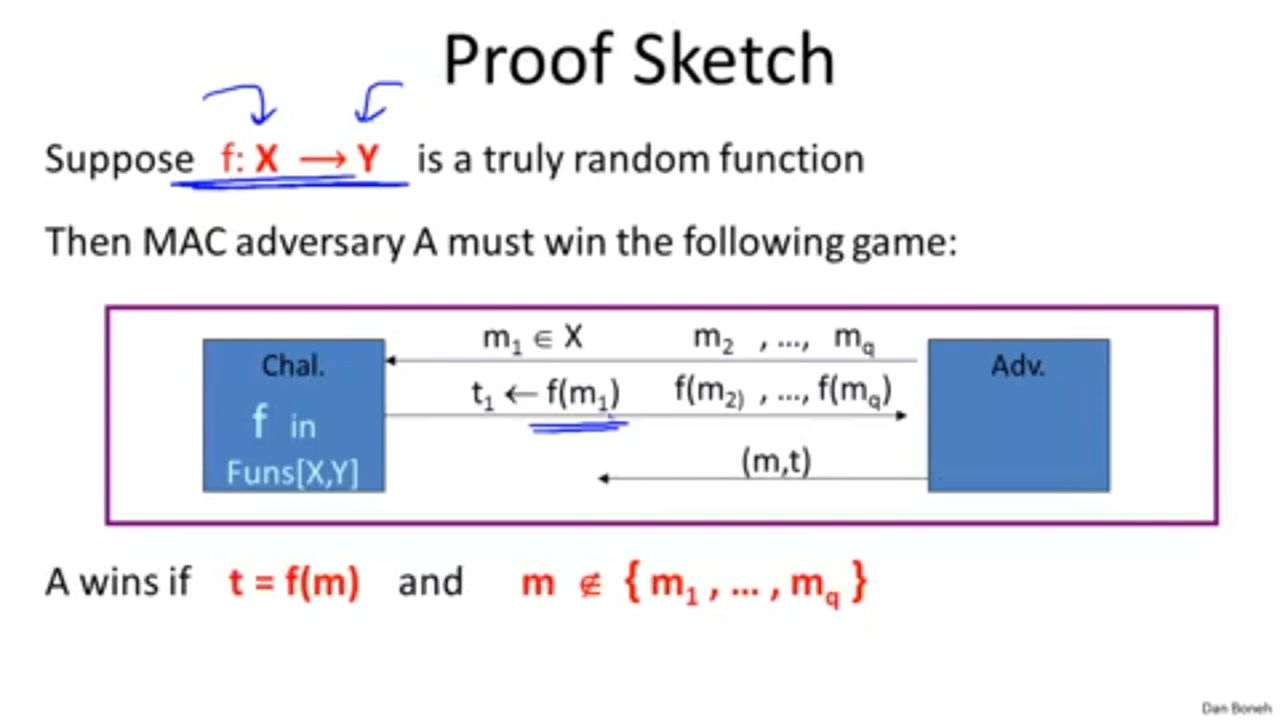 Proof Sketch
Suppose f: X ⟶ Y is a truly random function
Then MAC adversary A must win the following game:
m₁ ∈ X m₂ , …, m_q
Chal. Adv.
t₁ ← f(m₁) f(m₂₎ , …, f(m_q)
f in
Funs[X,Y]
(m,t)
A wins if t = f(m) and m ∉ { m₁ , … , m_q }
Dan Boneh